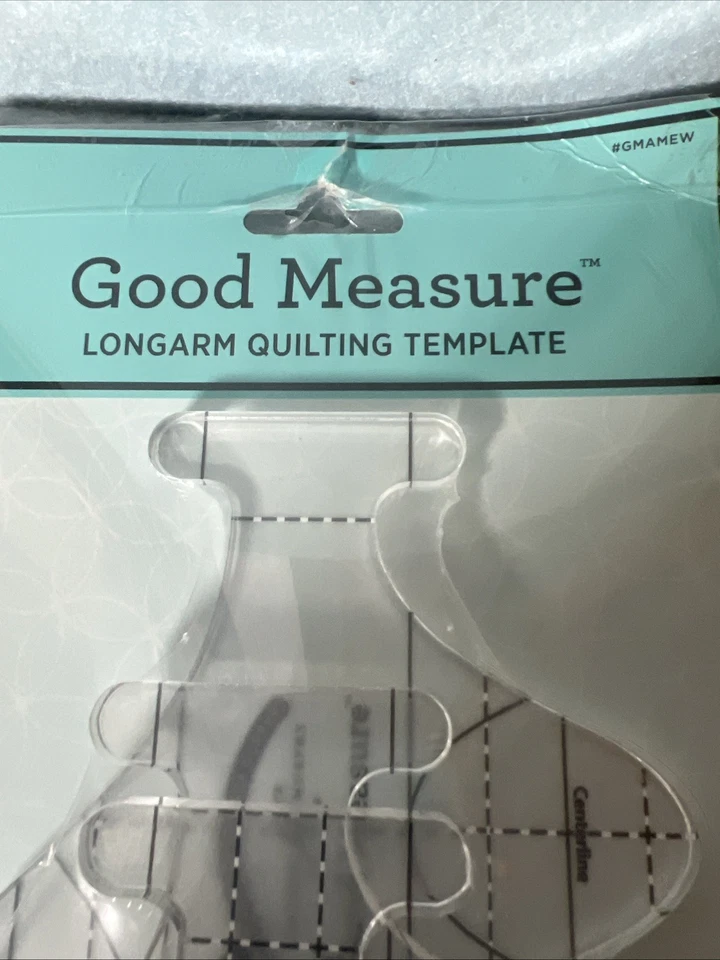 #GMAMEW
Good Measure™
LONGARM QUILTING TEMPLATE
Centerline